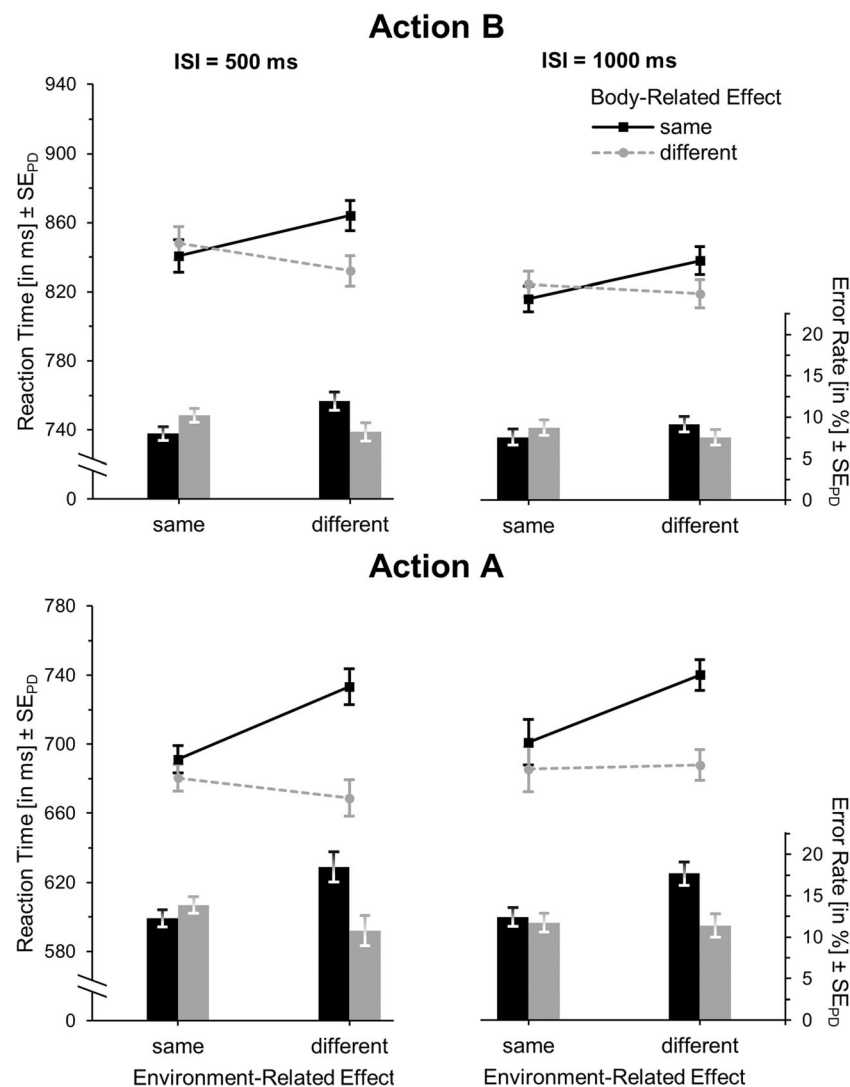 Action B
ISI = 500 ms
ISI = 1000 ms
Body-Related Effect
same
different
Reaction Time [in ms] ± SEPD
940
900
860
820
780
740
0
same
different
same
different
20
15
10
5
0
Error Rate [in %] ± SEPD
Action A
Reaction Time [in ms] ± SEPD
780
740
700
660
620
580
0
same
different
same
different
20
15
10
5
0
Error Rate [in %] ± SEPD
Environment-Related Effect
Environment-Related Effect